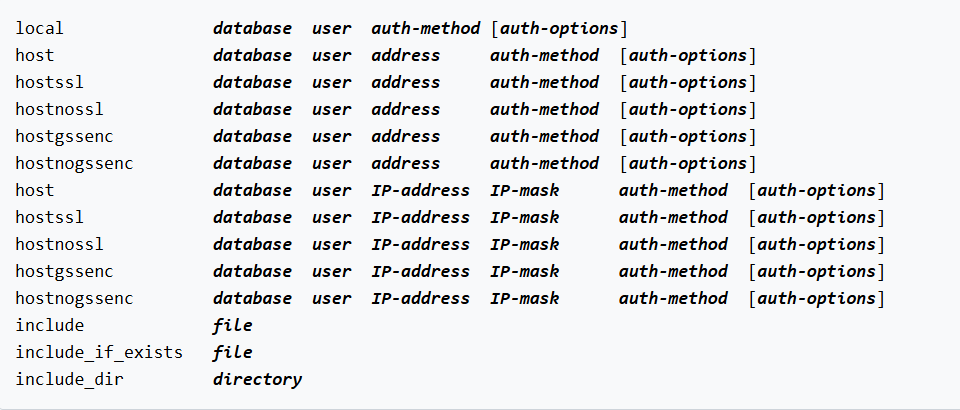 local database user auth-method [auth-options]
host database user address auth-method [auth-options]
hostssl database user address auth-method [auth-options]
hostnossl database user address auth-method [auth-options]
hostgssenc database user address auth-method [auth-options]
hostnogssenc database user address auth-method [auth-options]
host database user IP-address IP-mask auth-method [auth-options]
hostssl database user IP-address IP-mask auth-method [auth-options]
hostnossl database user IP-address IP-mask auth-method [auth-options]
hostgssenc database user IP-address IP-mask auth-method [auth-options]
hostnogssenc database user IP-address IP-mask auth-method [auth-options]
include file
include_if_exists file
include_dir directory